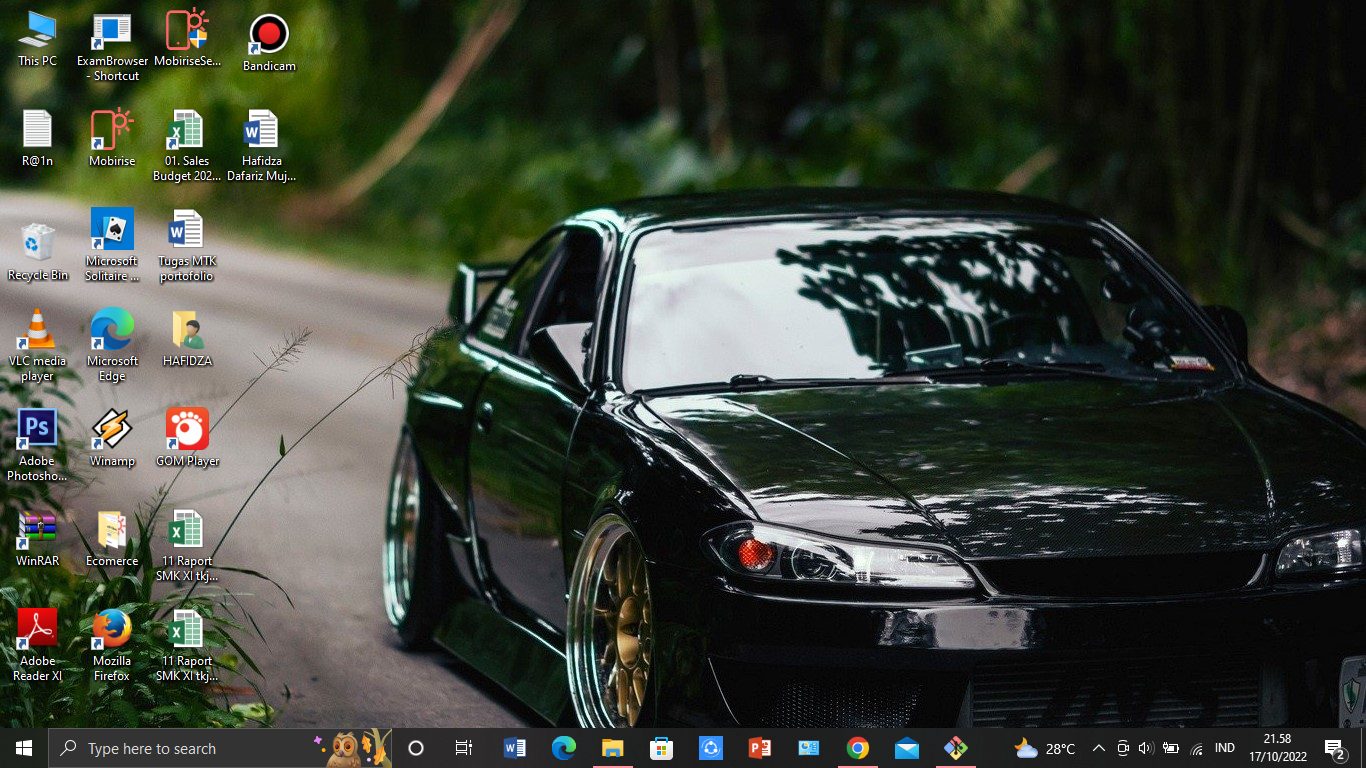 This PC
ExamBrowser
- Shortcut
MobiriseSe...
Bandicam
R@1n
Mobirise
01. Sales
Budget 202...
Hafidza
Dafariz Muj...
Recycle Bin
Microsoft
Solitaire ...
Tugas MTK
portofolio
VLC media
player
Microsoft
Edge
HAFIDZA
Ps
Adobe
Photosho...
Winamp
GOM Player
WinRAR
Ecomerce
11 Raport
SMK XI tkj...
Adobe
Reader XI
Mozilla
Firefox
11 Raport
SMK XI tkj...
Type here to search
28°C
IND
21.58
17/10/2022
2